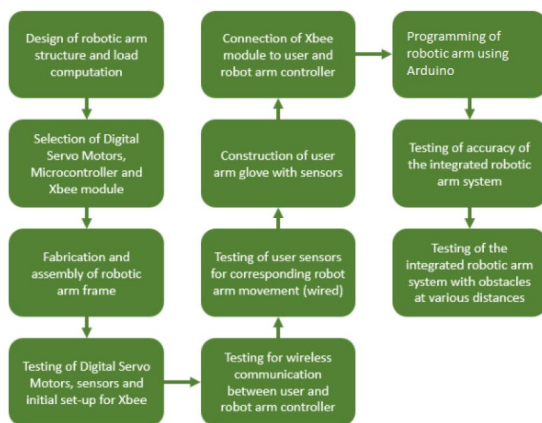 Design of robotic arm
structure and load
computation
Selection of Digital
Servo Motors,
Microcontroller and
Xbee module
Fabrication and
assembly of robotic
arm frame
Testing of Digital Servo
Motors, sensors and
initial set-up for Xbee
Testing for wireless
communication
between user and
robot arm controller
Testing of user sensors
for corresponding robot
arm movement (wired)
Construction of user
arm glove with sensors
Connection of Xbee
module to user and
robot arm controller
Programming of
robotic arm using
Arduino
Testing of accuracy of
the integrated robotic
arm system
Testing of the
integrated robotic arm
system with obstacles
at various distances